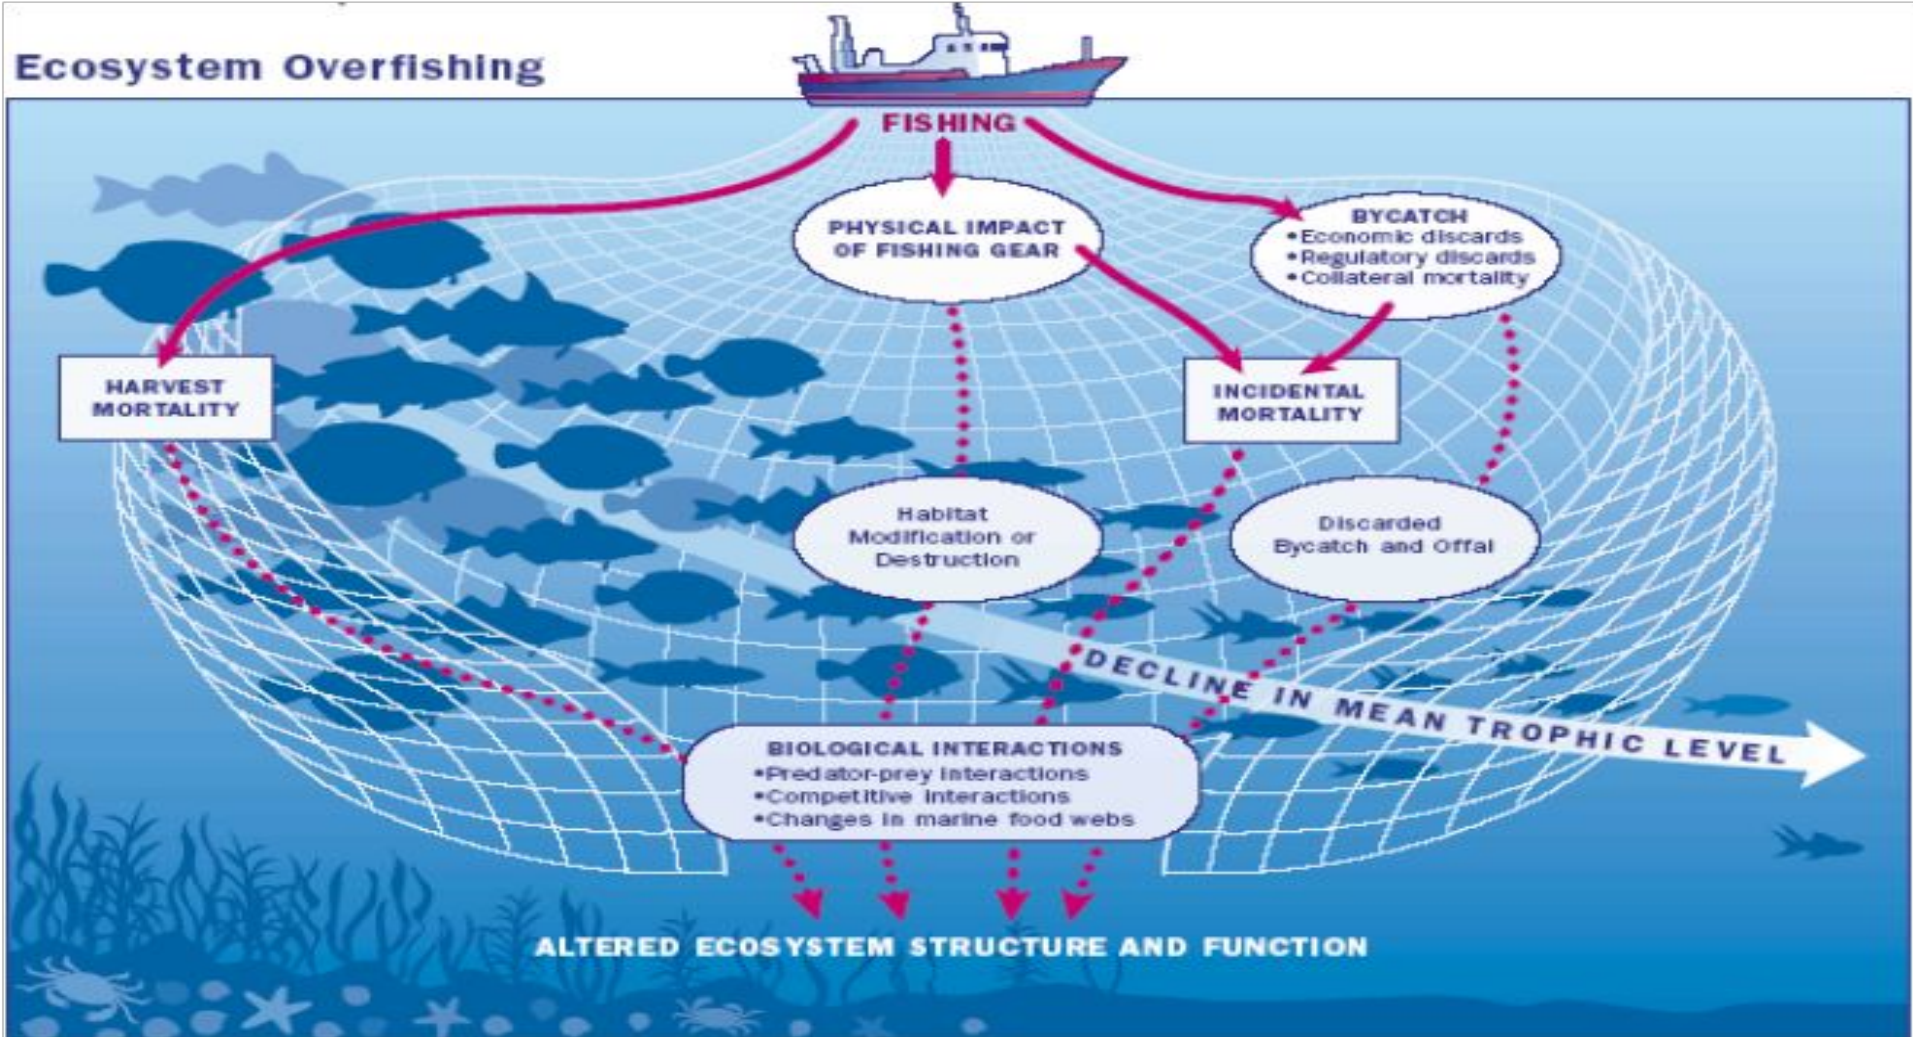 Ecosystem Overfishing
FISHING
PHYSICAL IMPACT
OF FISHING GEAR
BYCATCH
•Economic discards
•Regulatory discards
•Collateral mortality
HARVEST
MORTALITY
INCIDENTAL
MORTALITY
Habitat
Modification or
Destruction
Discarded
Bycatch and Offal
DECLINE IN MEAN TROPHIC LEVEL
BIOLOGICAL INTERACTIONS
•Predator-prey interactions
•Competitive interactions
•Changes in marine food webs
ALTERED ECOSYSTEM STRUCTURE AND FUNCTION